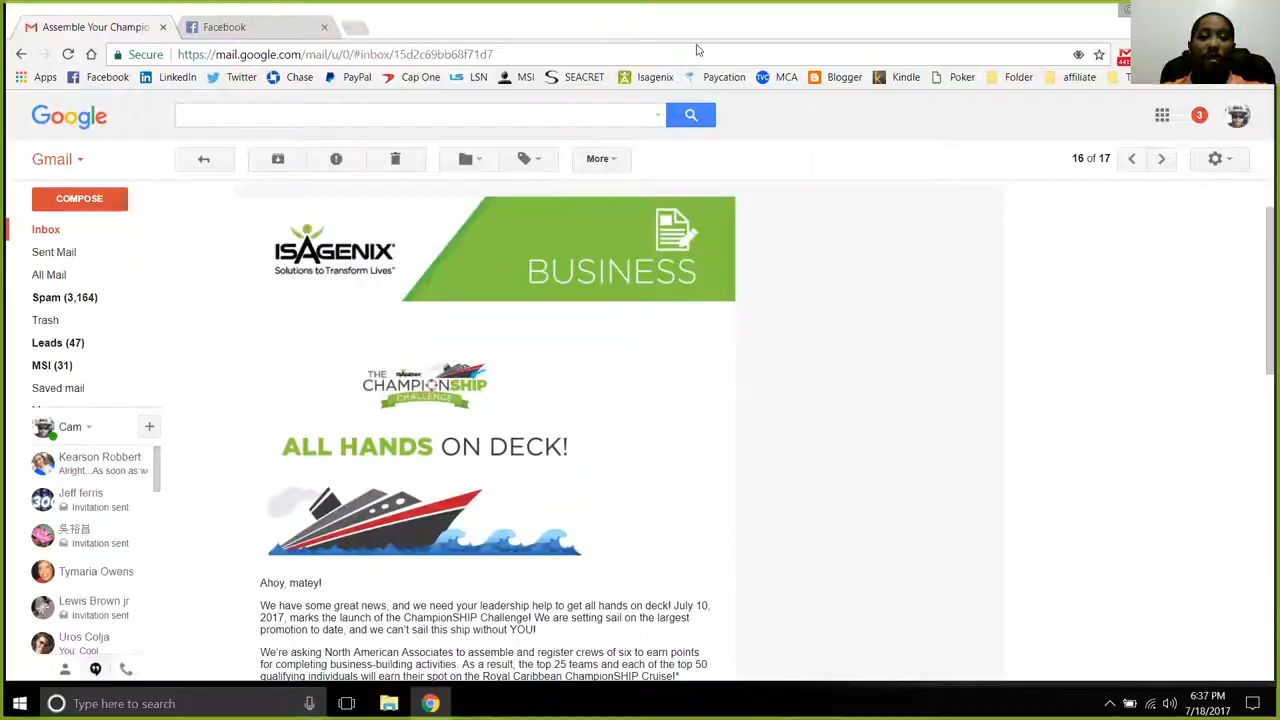 Assemble Your Champio
Facebook
Secure
https://mail.google.com/mail/u/0/#inbox/15d2c69bb68f71d7
Apps
Facebook
LinkedIn
Twitter
Chase
PayPal
Cap One
LSN
MSI
SEACRET
Isagenix
Payption
MCA
Blogger
Kindle
Poker
Folder
affiliate
Google
3
Gmail
More
16 of 17
COMPOSE
Inbox
Sent Mail
All Mail
Spam (3,164)
Trash
Leads (47)
MSI (31)
Saved mail
Cam
Kearson Robbert
Alright...As soon as w
Jeff ferris
Invitation sent
吳裕昌
Invitation sent
Tymaria Owens
Lewis Brown jr
Invitation sent
Uros Colja
You: Cool
ISAGENIX
Solutions to Transform Lives
BUSINESS
THE ISAGENIX
CHAMPIONSHIP
CHALLENGE
ALL HANDS ON DECK!
Ahoy, matey!
We have some great news, and we need your leadership help to get all hands on deck! July 10,
2017, marks the launch of the ChampionSHIP Challenge! We are setting sail on the largest
promotion to date, and we can't sail this ship without YOU!
We're asking North American Associates to assemble and register crews of six to earn points
for completing business-building activities. As a result, the top 25 teams and each of the top 50
qualifying individuals will earn their spot on the Royal Caribbean ChampionSHIP Cruise!*
Type here to search
6:37 PM
7/18/2017